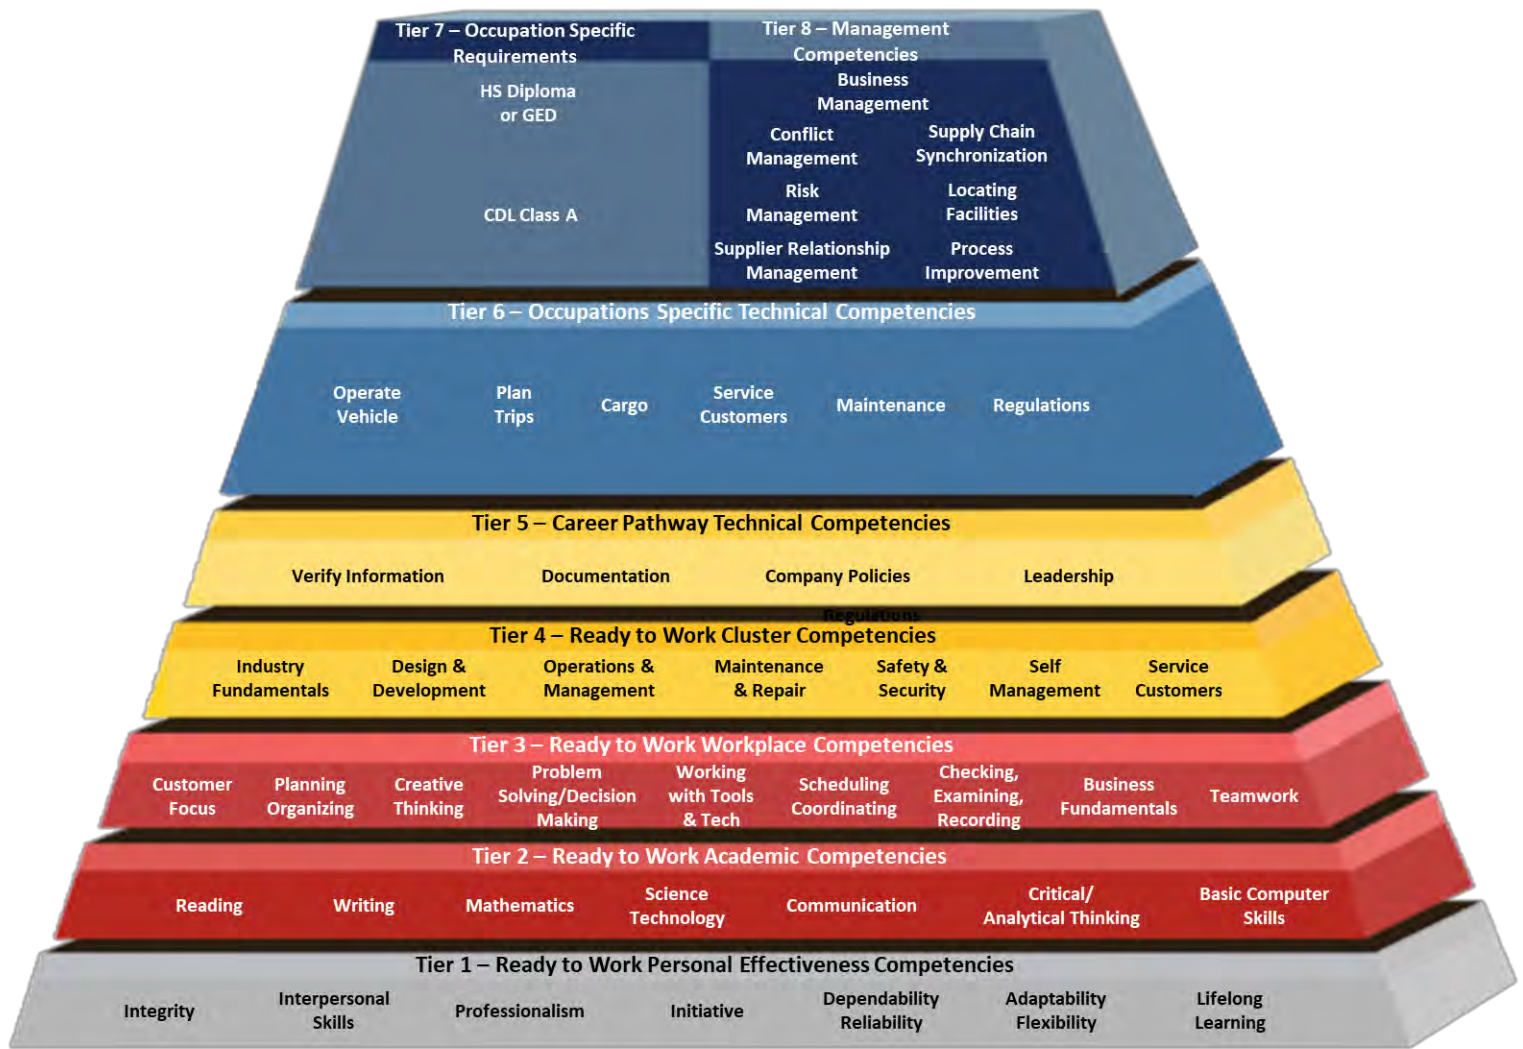 Tier 7 – Occupation Specific
Requirements
HS Diploma
or GED
CDL Class A
Tier 8 – Management
Competencies
Business
Management
Conflict
Management
Supply Chain
Synchronization
Risk
Management
Locating
Facilities
Supplier Relationship
Management
Process
Improvement
Tier 6 – Occupations Specific Technical Competencies
Operate
Vehicle
Plan
Trips
Cargo
Service
Customers
Maintenance
Regulations
Tier 5 – Career Pathway Technical Competencies
Verify Information
Documentation
Company Policies
Leadership
Regulations
Tier 4 – Ready to Work Cluster Competencies
Industry
Fundamentals
Design &
Development
Operations &
Management
Maintenance
& Repair
Safety &
Security
Self
Management
Service
Customers
Tier 3 – Ready to Work Workplace Competencies
Customer
Focus
Planning
Organizing
Creative
Thinking
Problem
Solving/Decision
Making
Working
with Tools
& Tech
Scheduling
Coordinating
Checking,
Examining,
Recording
Business
Fundamentals
Teamwork
Tier 2 – Ready to Work Academic Competencies
Reading
Writing
Mathematics
Science
Technology
Communication
Critical/
Analytical Thinking
Basic Computer
Skills
Tier 1 – Ready to Work Personal Effectiveness Competencies
Integrity
Interpersonal
Skills
Professionalism
Initiative
Dependability
Reliability
Adaptability
Flexibility
Lifelong
Learning